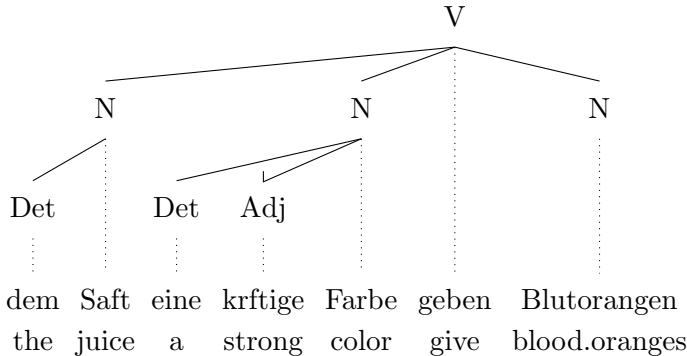 V
N N N
Det Det Adj
dem Saft eine krftige Farbe geben Blutorangen
the juice a strong color give blood.oranges